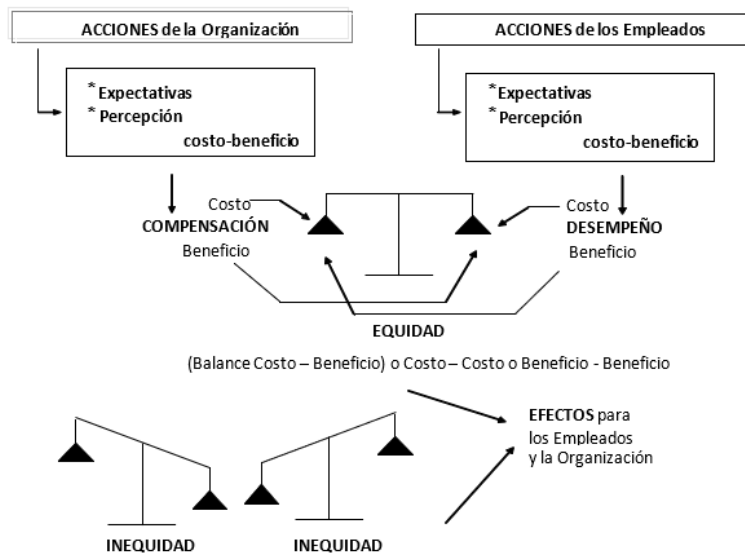 ACCIONES de la Organización
ACCIONES de los Empleados
* Expectativas
* Percepción
costo-beneficio
* Expectativas
* Percepción
costo-beneficio
Costo
COMPENSACIÓN
Beneficio
Costo
DESEMPEÑO
Beneficio
EQUIDAD
(Balance Costo – Beneficio) o Costo – Costo o Beneficio - Beneficio
EFECTOS para
los Empleados
y la Organización
INEQUIDAD
INEQUIDAD